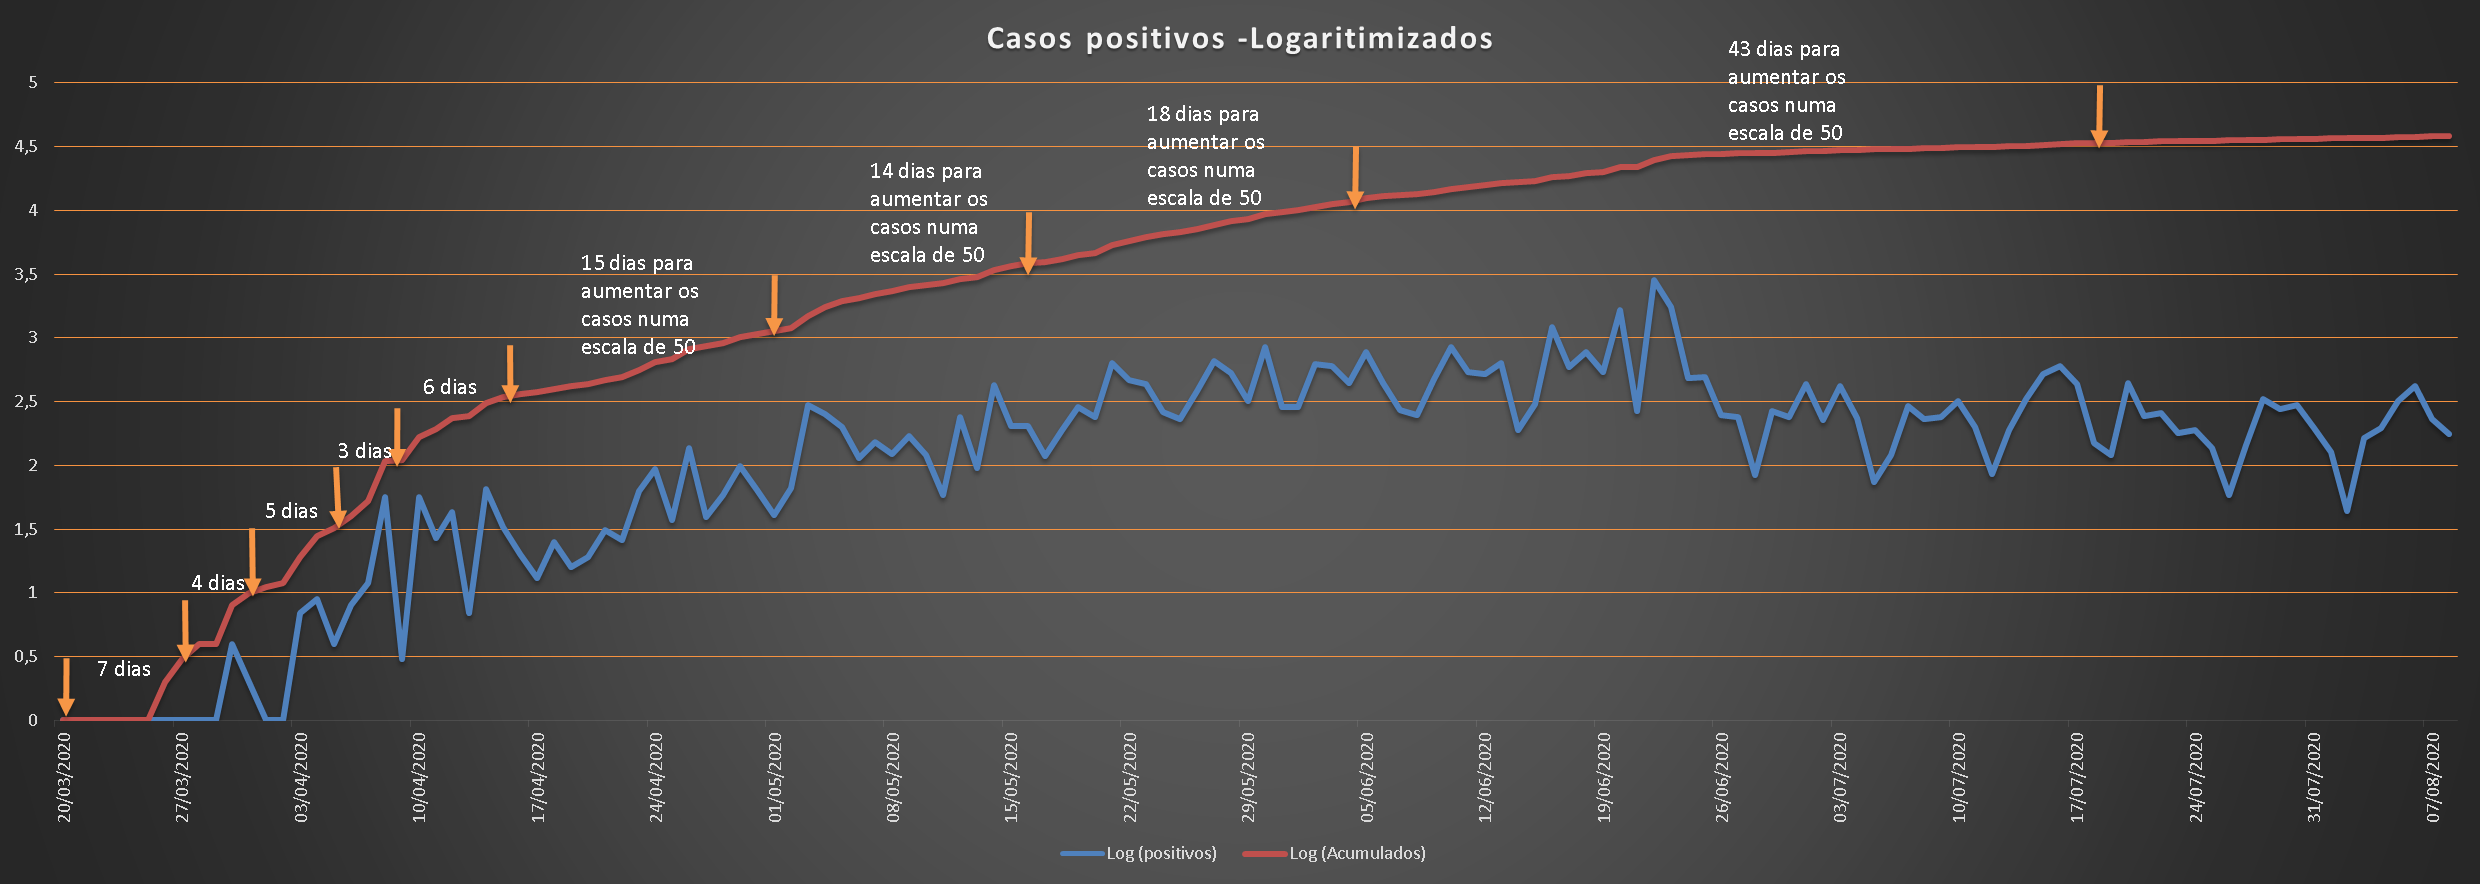 Casos positivos -Logaritimizados
43 dias para
aumentar os
casos numa
escala de 50
18 dias para
aumentar os
casos numa
escala de 50
14 dias para
aumentar os
casos numa
escala de 50
15 dias para
aumentar os
casos numa
escala de 50
6 dias
3 dias
5 dias
4 dias
7 dias
5
4,5
4
3,5
3
2,5
2
1,5
1
0,5
0
20/03/2020
27/03/2020
03/04/2020
10/04/2020
17/04/2020
24/04/2020
01/05/2020
08/05/2020
15/05/2020
22/05/2020
29/05/2020
05/06/2020
12/06/2020
19/06/2020
26/06/2020
03/07/2020
10/07/2020
17/07/2020
24/07/2020
31/07/2020
07/08/2020
Log (positivos)
Log (Acumulados)